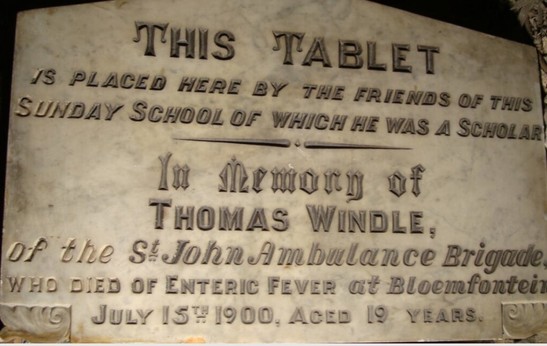 THIS TABLET
IS PLACED HERE BY THE FRIENDS OF THIS
SUNDAY SCHOOL OF WHICH HE WAS A SCHOLAR
In Memory of
THOMAS WINDLE,
of the St. John Ambulance Brigade,
WHO DIED OF ENTERIC FEVER at Bloemfontein
JULY 15TH 1900, AGED 19 YEARS.